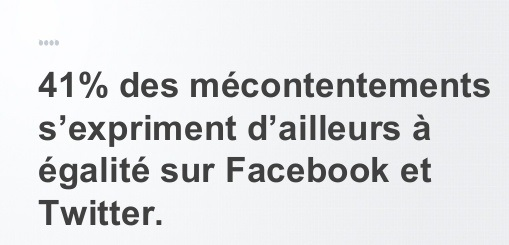 41% des mécontentements
s’expriment d’ailleurs à
égalité sur Facebook et
Twitter.